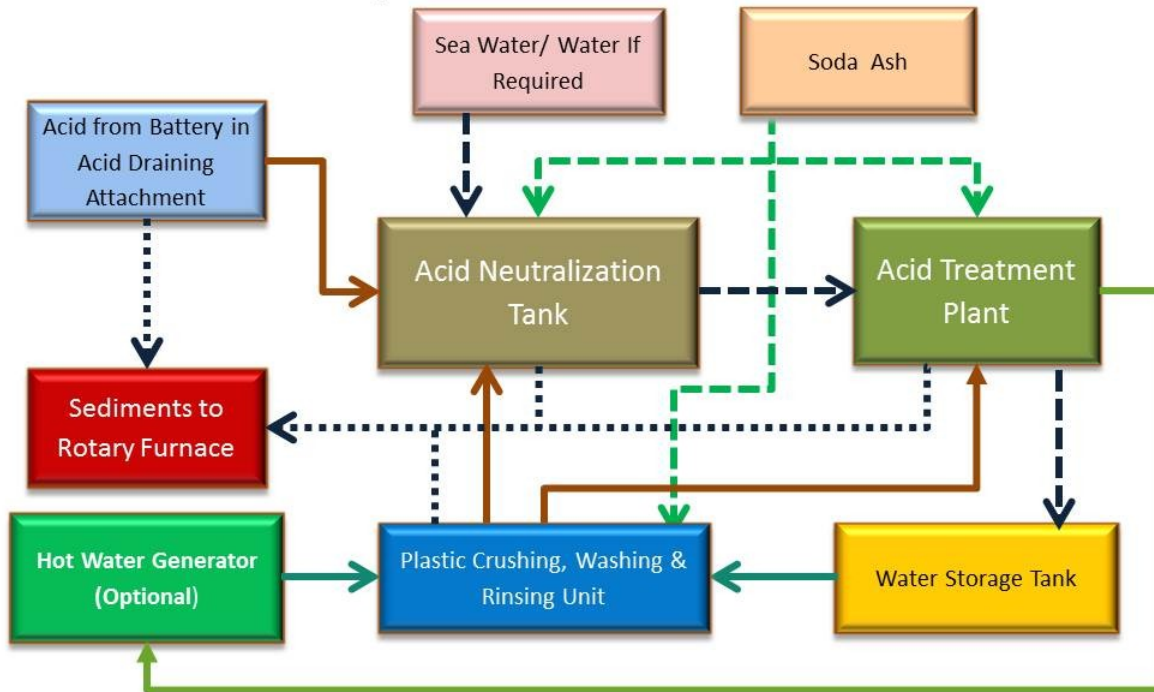 Sea Water/ Water If
Required
Soda Ash
Acid from Battery in
Acid Draining
Attachment
Acid Neutralization
Tank
Acid Treatment
Plant
Sediments to
Rotary Furnace
Hot Water Generator
(Optional)
Plastic Crushing, Washing &
Rinsing Unit
Water Storage Tank